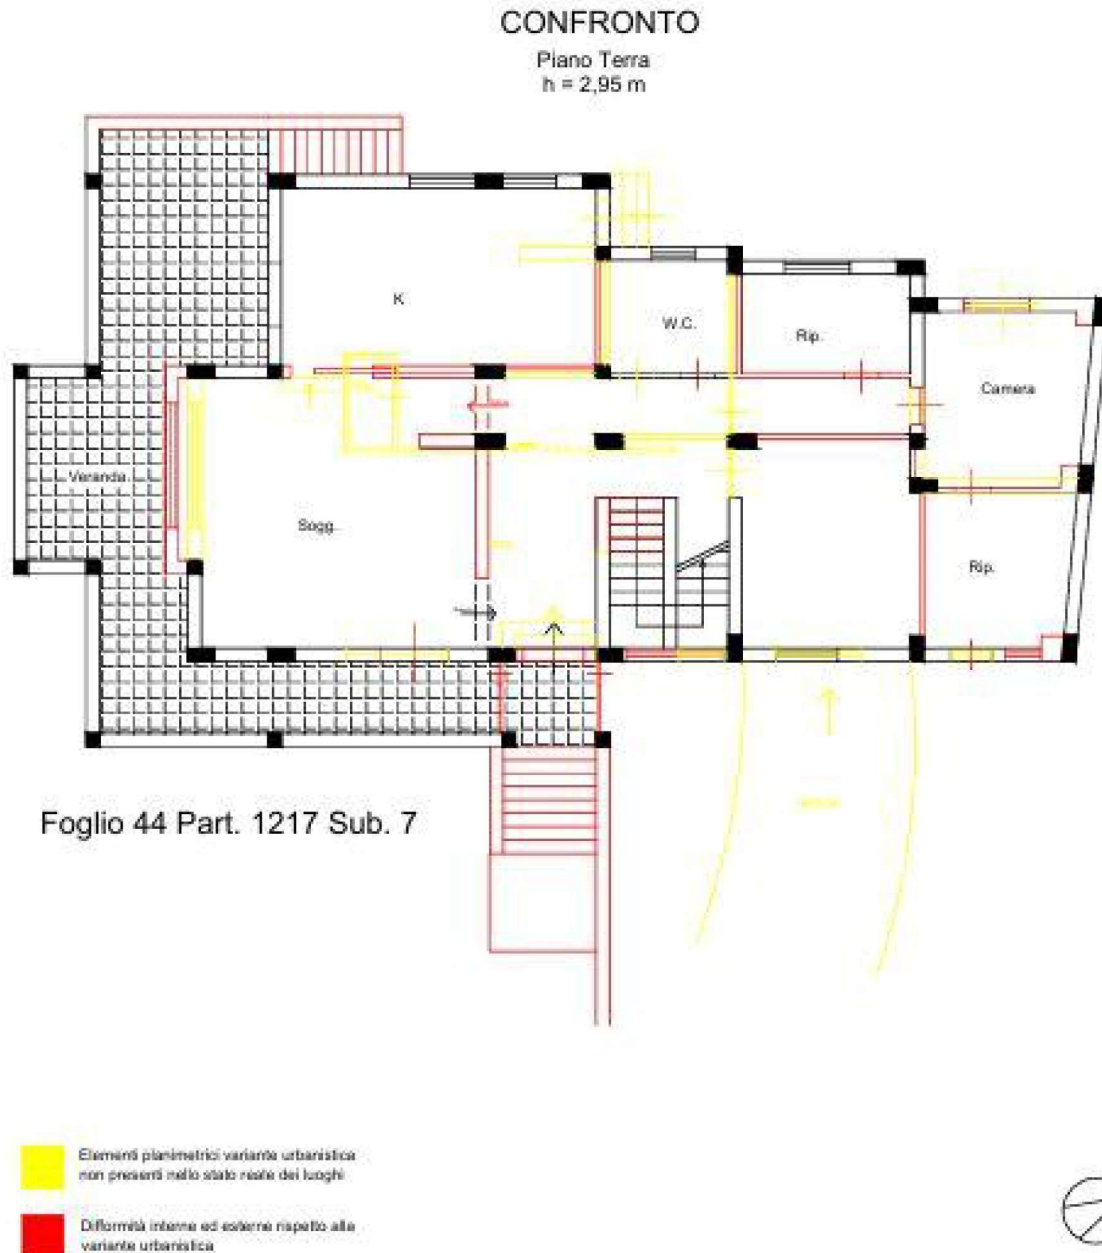 CONFRONTO
Piano Terra
h = 2,95 m
K
W.C.
Rip.
Camera
Veranda
Sogg.
Rip.
Foglio 44 Part. 1217 Sub. 7
Elementi planimetrici variante urbanistica
non presenti nello stato reale dei luoghi
Difformità interne ed esterne rispetto alla
variante urbanistica